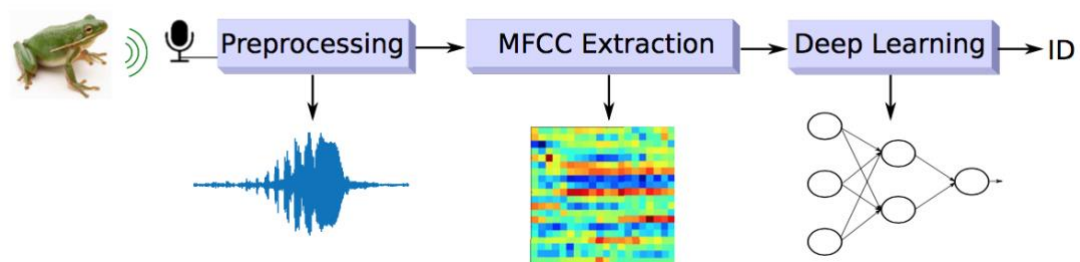 Preprocessing
MFCC Extraction
Deep Learning
ID